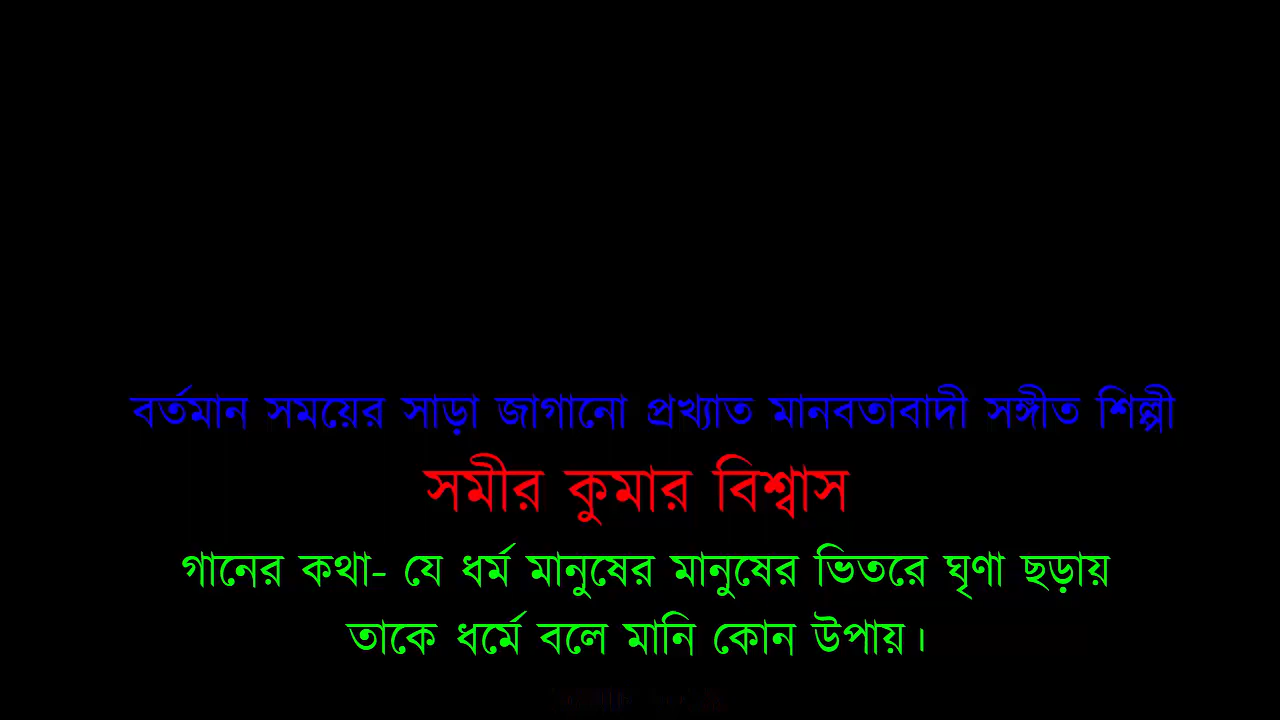 বর্তমান সময়ের সাড়া জাগানো প্রখ্যাত মানবতাবাদী সঙ্গীত শিল্পী
সমীর কুমার বিশ্বাস
গানের কথা- যে ধর্ম মানুষের মানুষের ভিতরে ঘৃণা ছড়ায়
তাকে ধর্মে বলে মানি কোন উপায়।